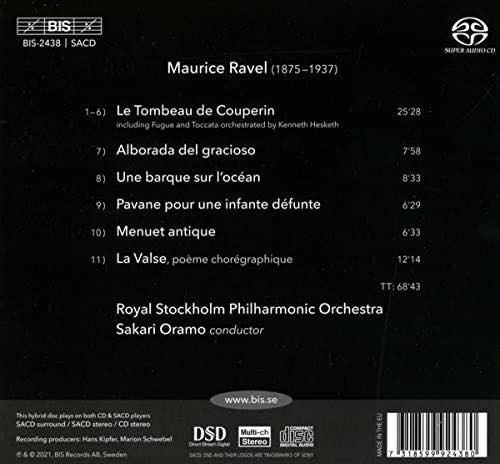 BIS
BIS-2438 | SACD
SUPER AUDIO CD
Maurice Ravel (1875–1937)
1–6) Le Tombeau de Couperin 25'28
including Fugue and Toccata orchestrated by Kenneth Hesketh
7) Alborada del gracioso 7'58
8) Une barque sur l'océan 8'33
9) Pavane pour une infante défunte 6'29
10) Menuet antique 6'33
11) La Valse, poème chorégraphique 12'14
TT: 68'43
Royal Stockholm Philharmonic Orchestra
Sakari Oramo conductor
www.bis.se
This hybrid disc plays on both CD & SACD players
SACD surround / SACD stereo / CD stereo
Recording producers: Hans Kipfer, Marion Schwebel
℗ & © 2021, BIS Records AB, Sweden
DSD
Direct Stream Digital
Multi-ch
Stereo
COMPACT
disc
DIGITAL AUDIO
SACD, DSD AND THEIR LOGOS ARE TRADEMARKS OF SONY
MADE IN THE EU